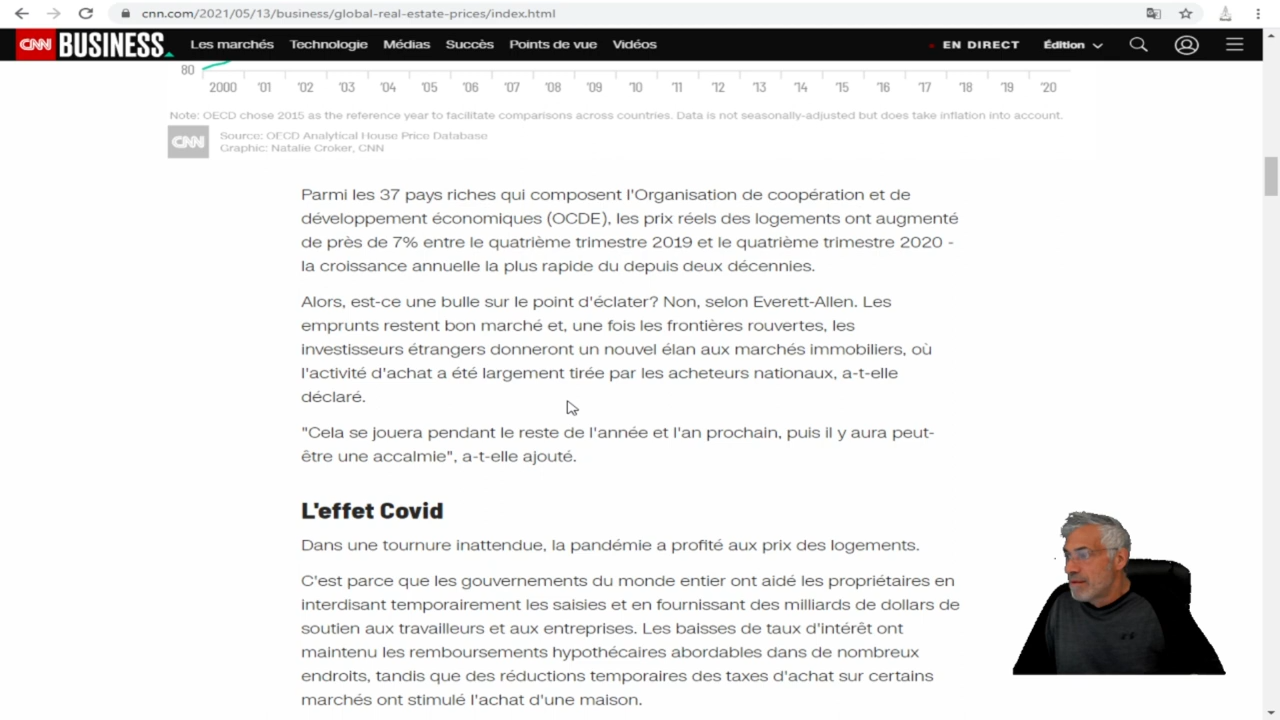 cnn.com/2021/05/13/business/global-real-estate-prices/index.html
CNN BUSINESS Les marchés Technologie Médias Succès Points de vue Vidéos EN DIRECT Édition
80
2000 '01 '02 '03 '04 '05 '06 '07 '08 '09 '10 '11 '12 '13 '14 '15 '16 '17 '18 '19 '20
Note: OECD chose 2015 as the reference year to facilitate comparisons across countries. Data is not seasonally-adjusted but does take inflation into account.
CNN
Source: OECD Analytical House Price Database
Graphic: Natalie Croker, CNN
Parmi les 37 pays riches qui composent l'Organisation de coopération et de
développement économiques (OCDE), les prix réels des logements ont augmenté
de près de 7% entre le quatrième trimestre 2019 et le quatrième trimestre 2020 -
la croissance annuelle la plus rapide du depuis deux décennies.
Alors, est-ce une bulle sur le point d'éclater? Non, selon Everett-Allen. Les
emprunts restent bon marché et, une fois les frontières rouvertes, les
investisseurs étrangers donneront un nouvel élan aux marchés immobiliers, où
l'activité d'achat a été largement tirée par les acheteurs nationaux, a-t-elle
déclaré.
"Cela se jouera pendant le reste de l'année et l'an prochain, puis il y aura peut-
être une accalmie", a-t-elle ajouté.
L'effet Covid
Dans une tournure inattendue, la pandémie a profité aux prix des logements.
C'est parce que les gouvernements du monde entier ont aidé les propriétaires en
interdisant temporairement les saisies et en fournissant des milliards de dollars de
soutien aux travailleurs et aux entreprises. Les baisses de taux d'intérêt ont
maintenu les remboursements hypothécaires abordables dans de nombreux
endroits, tandis que des réductions temporaires des taxes d'achat sur certains
marchés ont stimulé l'achat d'une maison.